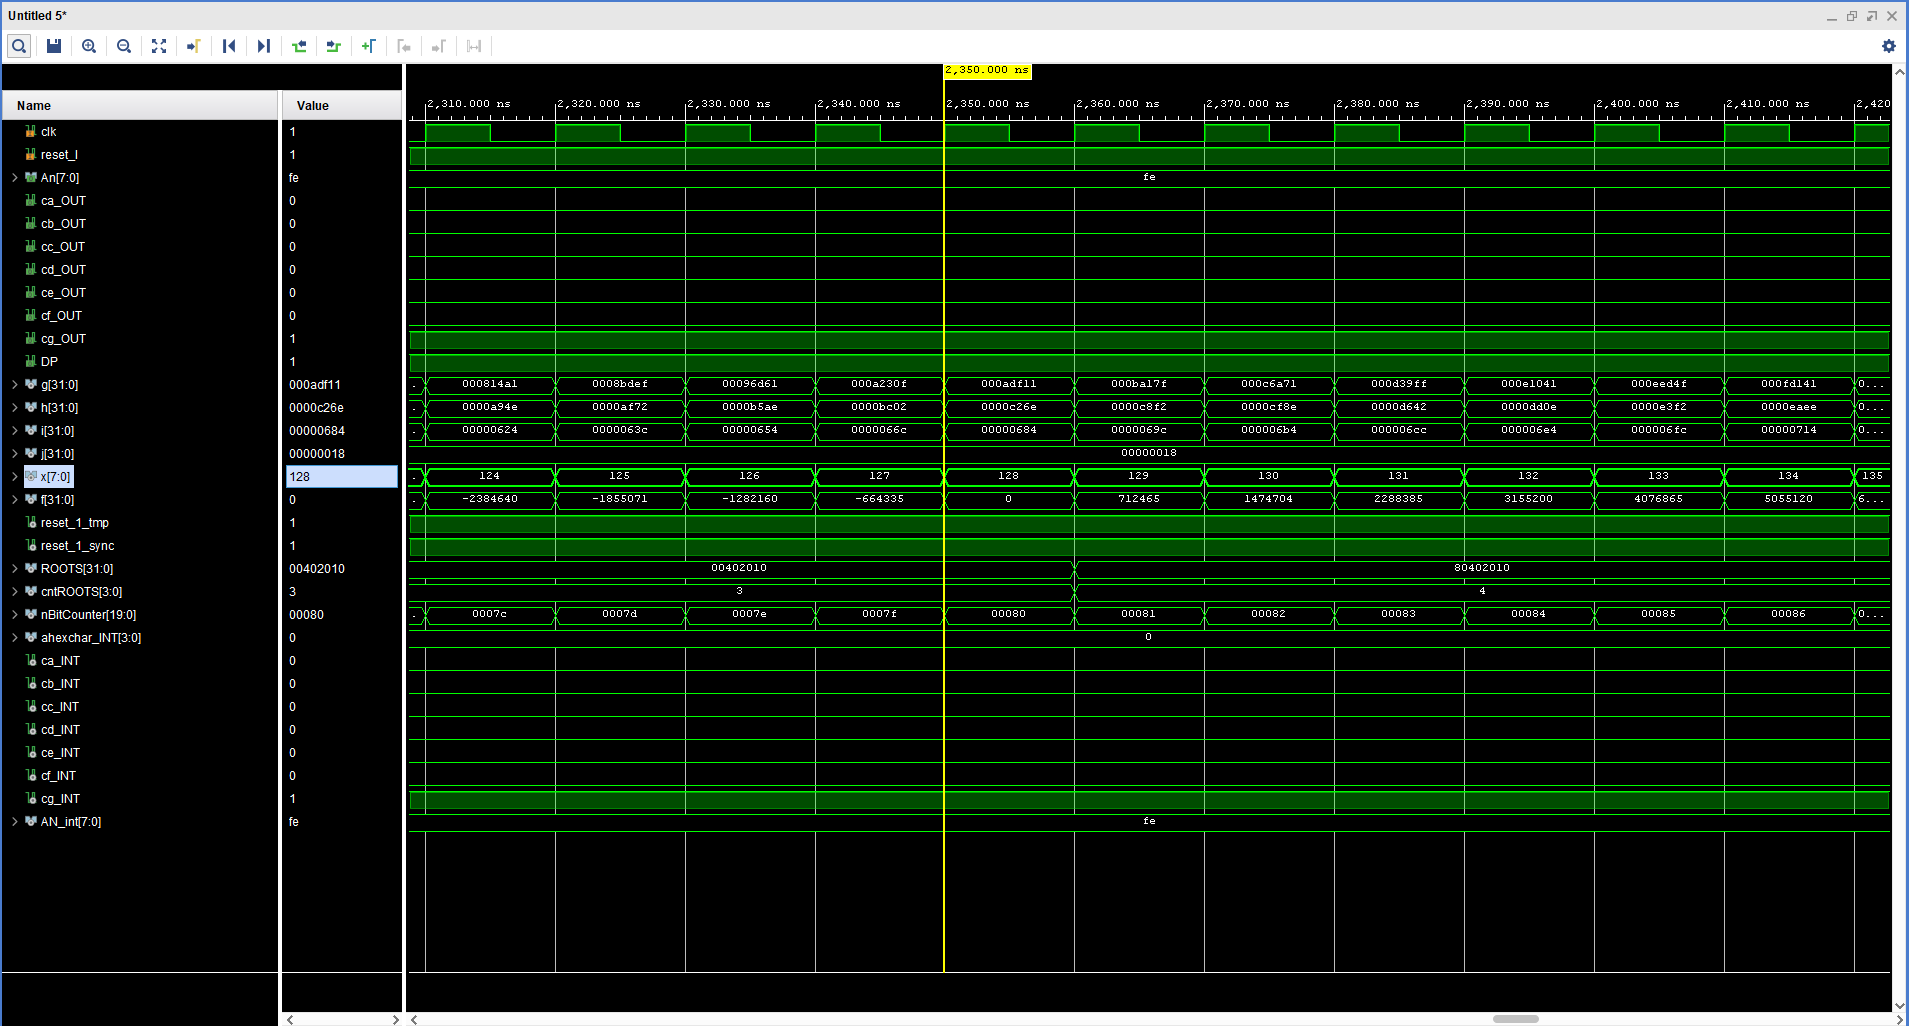 Untitled 5*
2,350.000 ns
Name Value
2,310.000 ns 2,320.000 ns 2,330.000 ns 2,340.000 ns 2,350.000 ns 2,360.000 ns 2,370.000 ns 2,380.000 ns 2,390.000 ns 2,400.000 ns 2,410.000 ns 2,420
clk 1
reset_l 1
An[7:0] fe fe
ca_OUT 0
cb_OUT 0
cc_OUT 0
cd_OUT 0
ce_OUT 0
cf_OUT 0
cg_OUT 1
DP 1
g[31:0] 000adf11 . 000814a1 0008bdef 00096d61 000a230f 000adf11 000ba17f 000c6a71 000d39ff 000e1041 000eed4f 000fd141 0...
h[31:0] 0000c26e . 0000a94e 0000af72 0000b5ae 0000bc02 0000c26e 0000c8f2 0000cf8e 0000d642 0000dd0e 0000e3f2 0000eaee 0...
i[31:0] 00000684 . 00000624 0000063c 00000654 0000066c 00000684 0000069c 000006b4 000006cc 000006e4 000006fc 00000714 0...
j[31:0] 00000018 00000018
x[7:0] 128 . 124 125 126 127 128 129 130 131 132 133 134 135
f[31:0] 0 . -2384640 -1855071 -1282160 -664335 0 712465 1474704 2288385 3155200 4076865 5055120 6...
reset_1_tmp 1
reset_1_sync 1
ROOTS[31:0] 00402010 00402010 80402010
cntROOTS[3:0] 3 3 4
nBitCounter[19:0] 00080 . 0007c 0007d 0007e 0007f 00080 00081 00082 00083 00084 00085 00086 0...
ahexchar_INT[3:0] 0 0
ca_INT 0
cb_INT 0
cc_INT 0
cd_INT 0
ce_INT 0
cf_INT 0
cg_INT 1
AN_int[7:0] fe fe